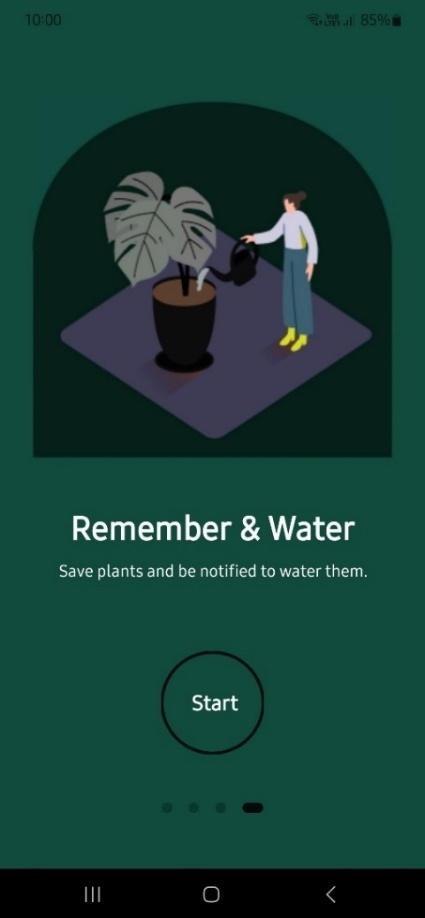 10:00
85%
Remember & Water
Save plants and be notified to water them.
Start